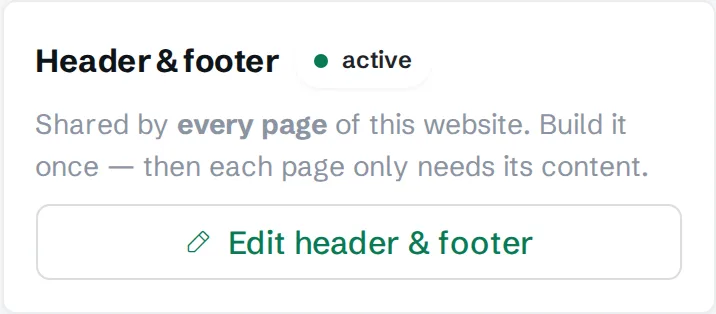 Header & footer active
Shared by every page of this website. Build it
once — then each page only needs its content.
Edit header & footer